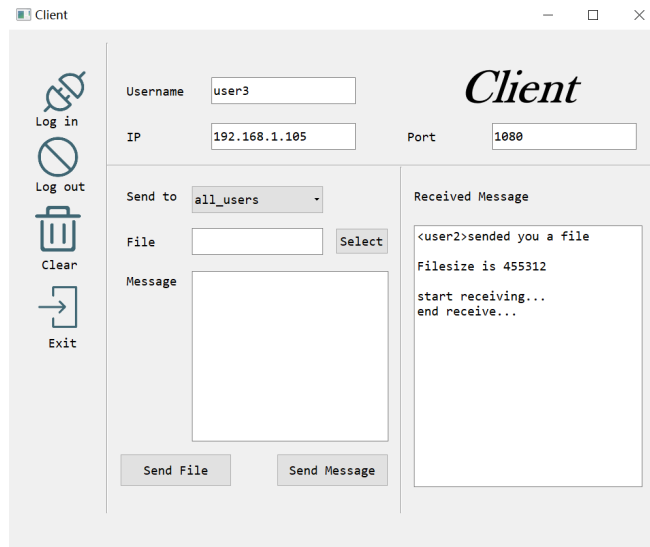 Client
Log in
Log out
Clear
Exit
Username user3
Client
IP 192.168.1.105
Port 1080
Send to all_users
File
Select
Message
Send File
Send Message
Received Message
<user2>sended you a file
Filesize is 455312
start receiving...
end receive...